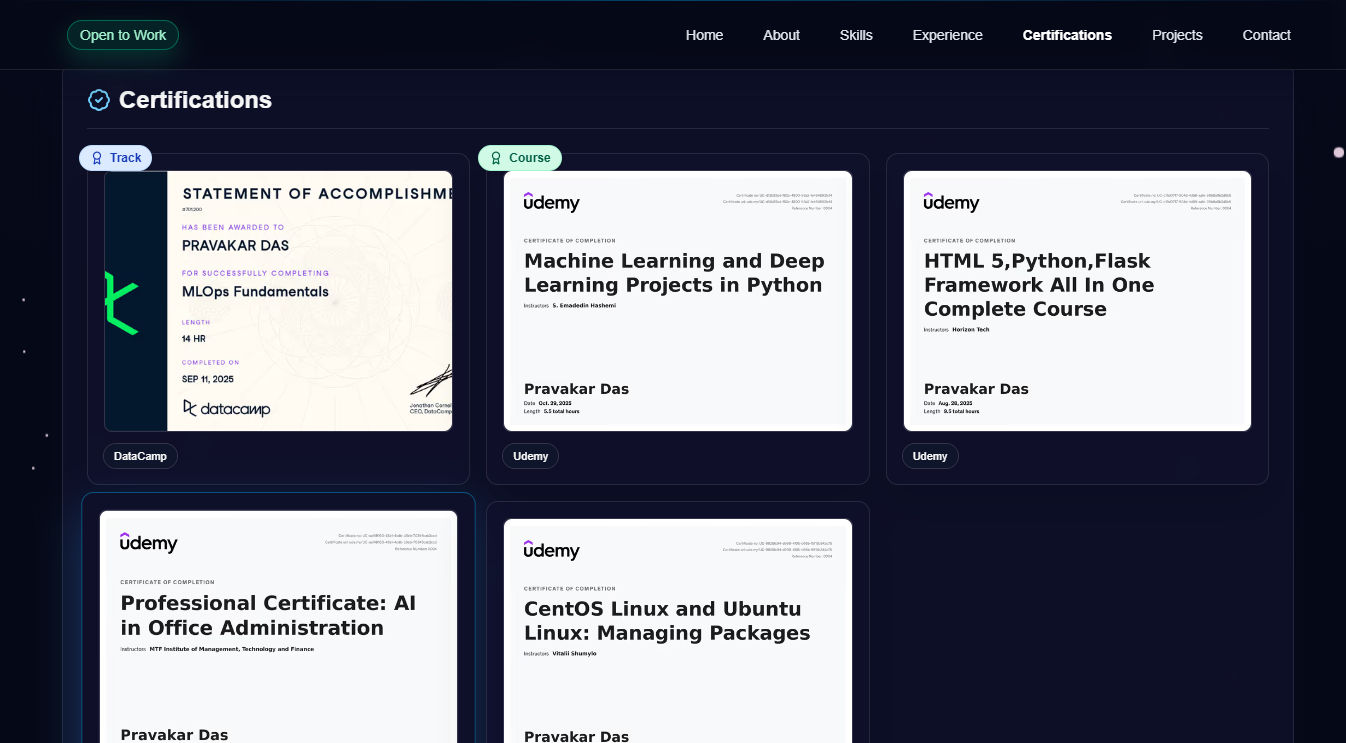 Open to Work
Home About Skills Experience Certifications Projects Contact
Certifications
Track
STATEMENT OF ACCOMPLISHME
#701200
HAS BEEN AWARDED TO
PRAVAKAR DAS
FOR SUCCESSFULLY COMPLETING
MLOps Fundamentals
LENGTH
14 HR
COMPLETED ON
SEP 11, 2025
datacamp
Jonathan Cornel
CEO, DataCamp
DataCamp
Course
udemy
CERTIFICATE OF COMPLETION
Machine Learning and Deep
Learning Projects in Python
Instructors S. Emadedin Hashemi
Pravakar Das
Date Oct. 29, 2025
Length 5.5 total hours
Udemy
udemy
CERTIFICATE OF COMPLETION
HTML 5,Python,Flask
Framework All In One
Complete Course
Instructors Horizon Tech
Pravakar Das
Date Aug. 28, 2025
Length 9.5 total hours
Udemy
udemy
CERTIFICATE OF COMPLETION
Professional Certificate: AI
in Office Administration
Instructors MTF Institute of Management, Technology and Finance
Pravakar Das
udemy
CERTIFICATE OF COMPLETION
CentOS Linux and Ubuntu
Linux: Managing Packages
Instructors Vitalii Shumylo
Pravakar Das